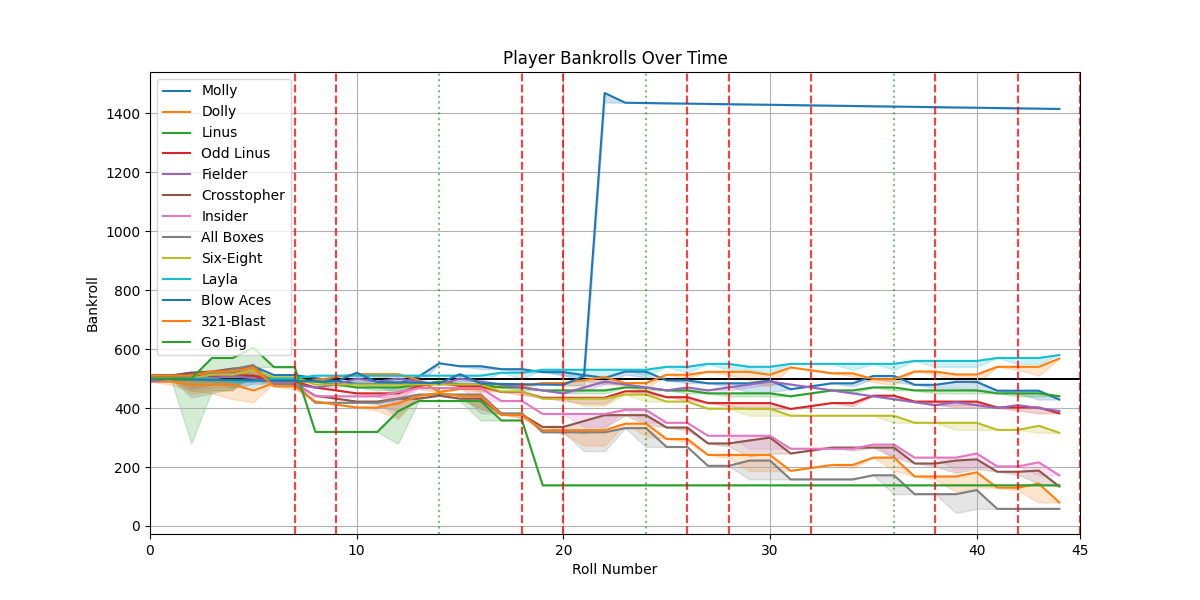 Player Bankrolls Over Time
Bankroll
1400
1200
1000
800
600
400
200
0
Molly
Dolly
Linus
Odd Linus
Fielder
Crosstopher
Insider
All Boxes
Six-Eight
Layla
Blow Aces
321-Blast
Go Big
0 10 20 30 40 45
Roll Number